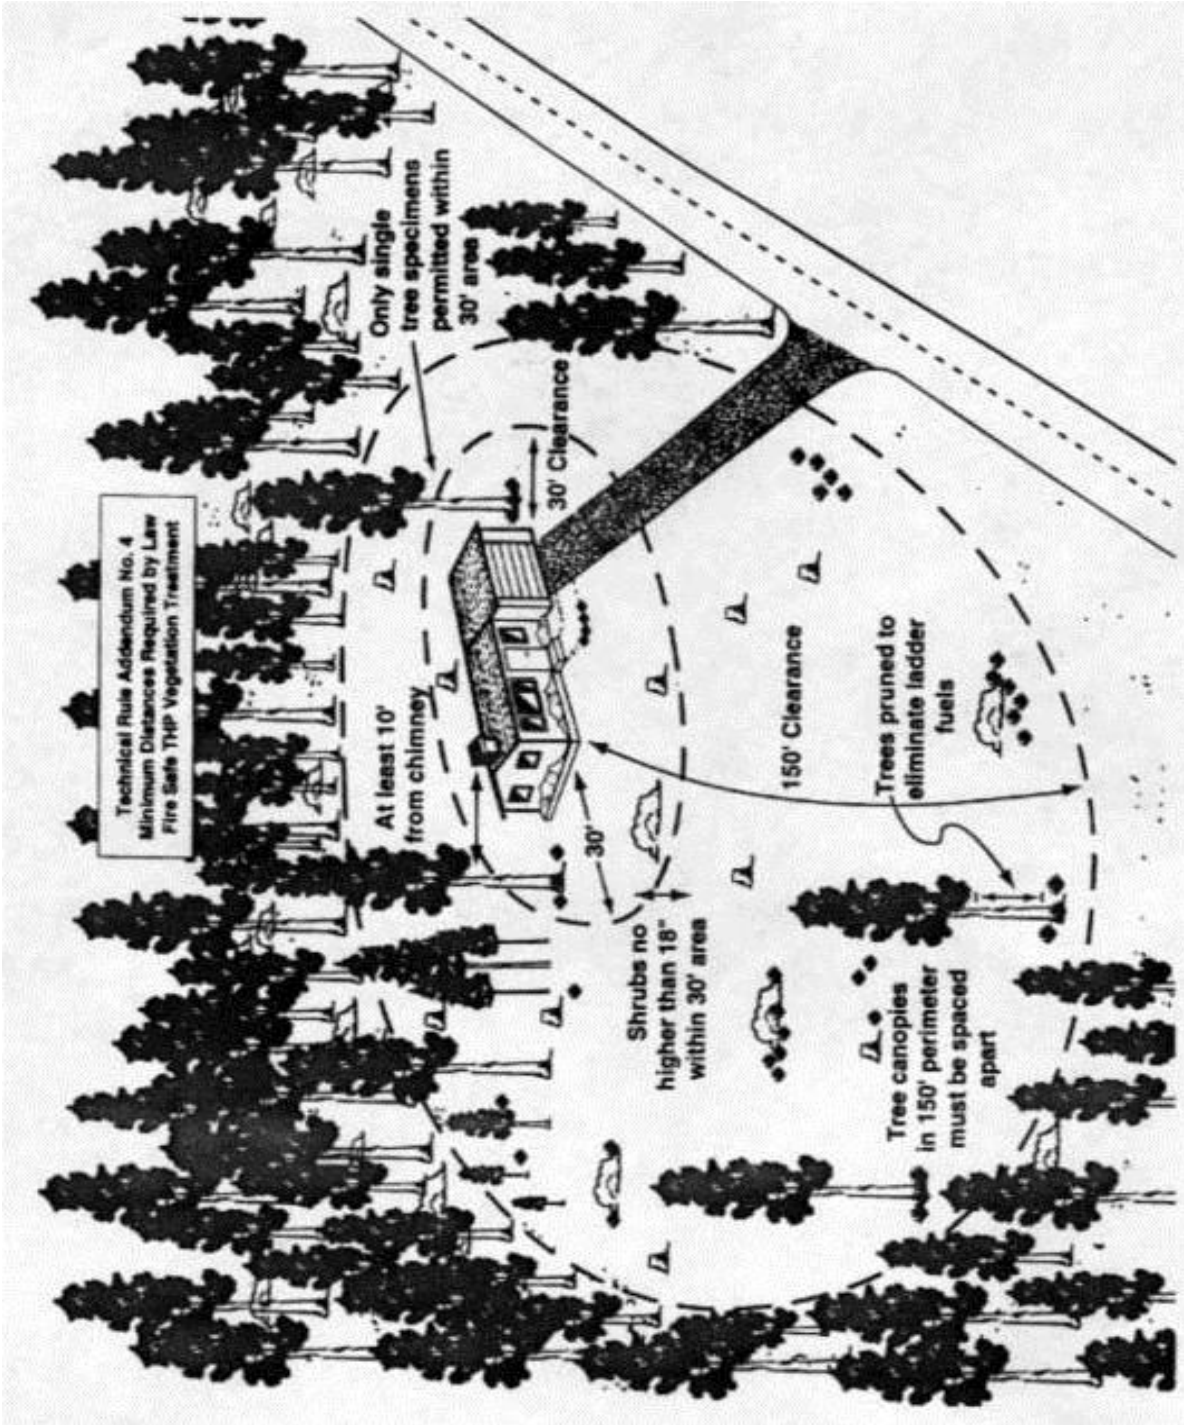 Technical Rule Addendum No. 4
Minimum Distances Required by Law
Fire Safe THP Vegetation Treatment
Only single
tree specimens
permitted within
30' area
At least 10'
from chimney
30' Clearance
30'
Shrubs no
higher than 18"
within 30' area
150' Clearance
Trees pruned to
eliminate ladder
fuels
Tree canopies
in 150' perimeter
must be spaced
apart